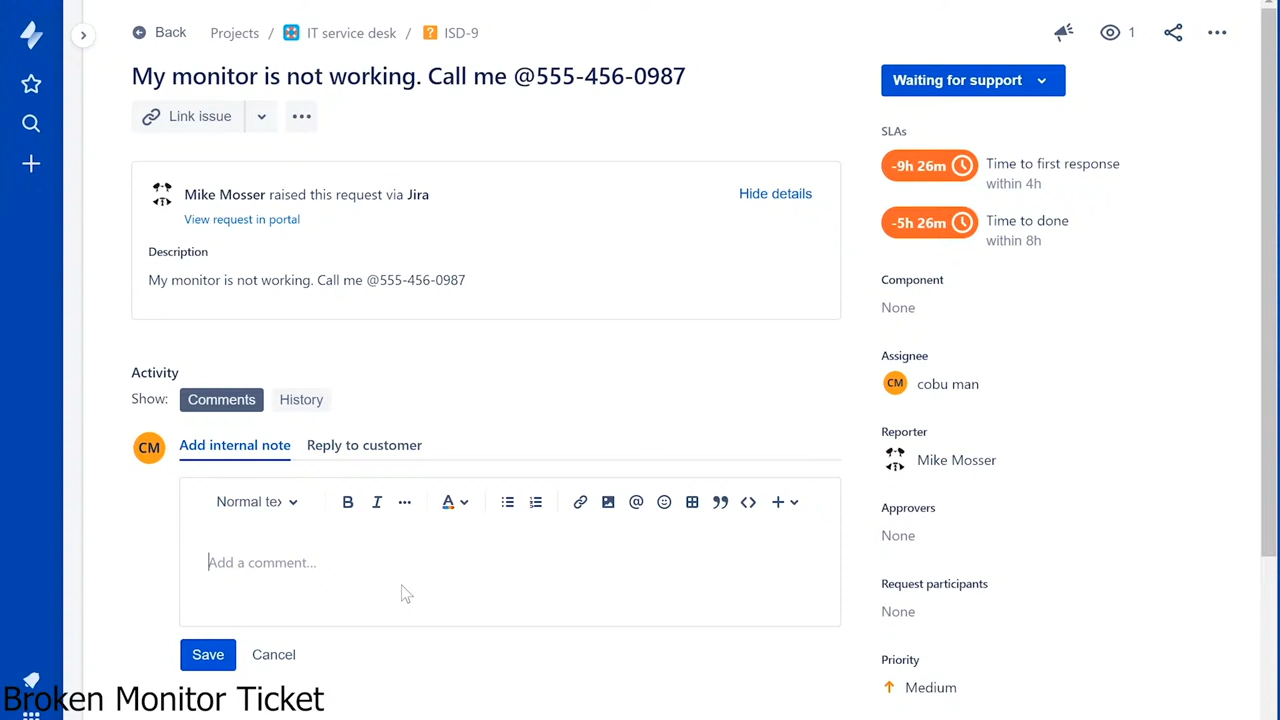 Back Projects / IT service desk / ISD-9
1
My monitor is not working. Call me @555-456-0987
Link issue
Mike Mosser raised this request via Jira
Hide details
View request in portal
Description
My monitor is not working. Call me @555-456-0987
Activity
Show: Comments History
CM Add internal note Reply to customer
Normal te
B I A
Add a comment...
Save Cancel
Waiting for support
SLAs
-9h 26m Time to first response
within 4h
-5h 26m Time to done
within 8h
Component
None
Assignee
CM cobu man
Reporter
Mike Mosser
Approvers
None
Request participants
None
Priority
Medium
Broken Monitor Ticket